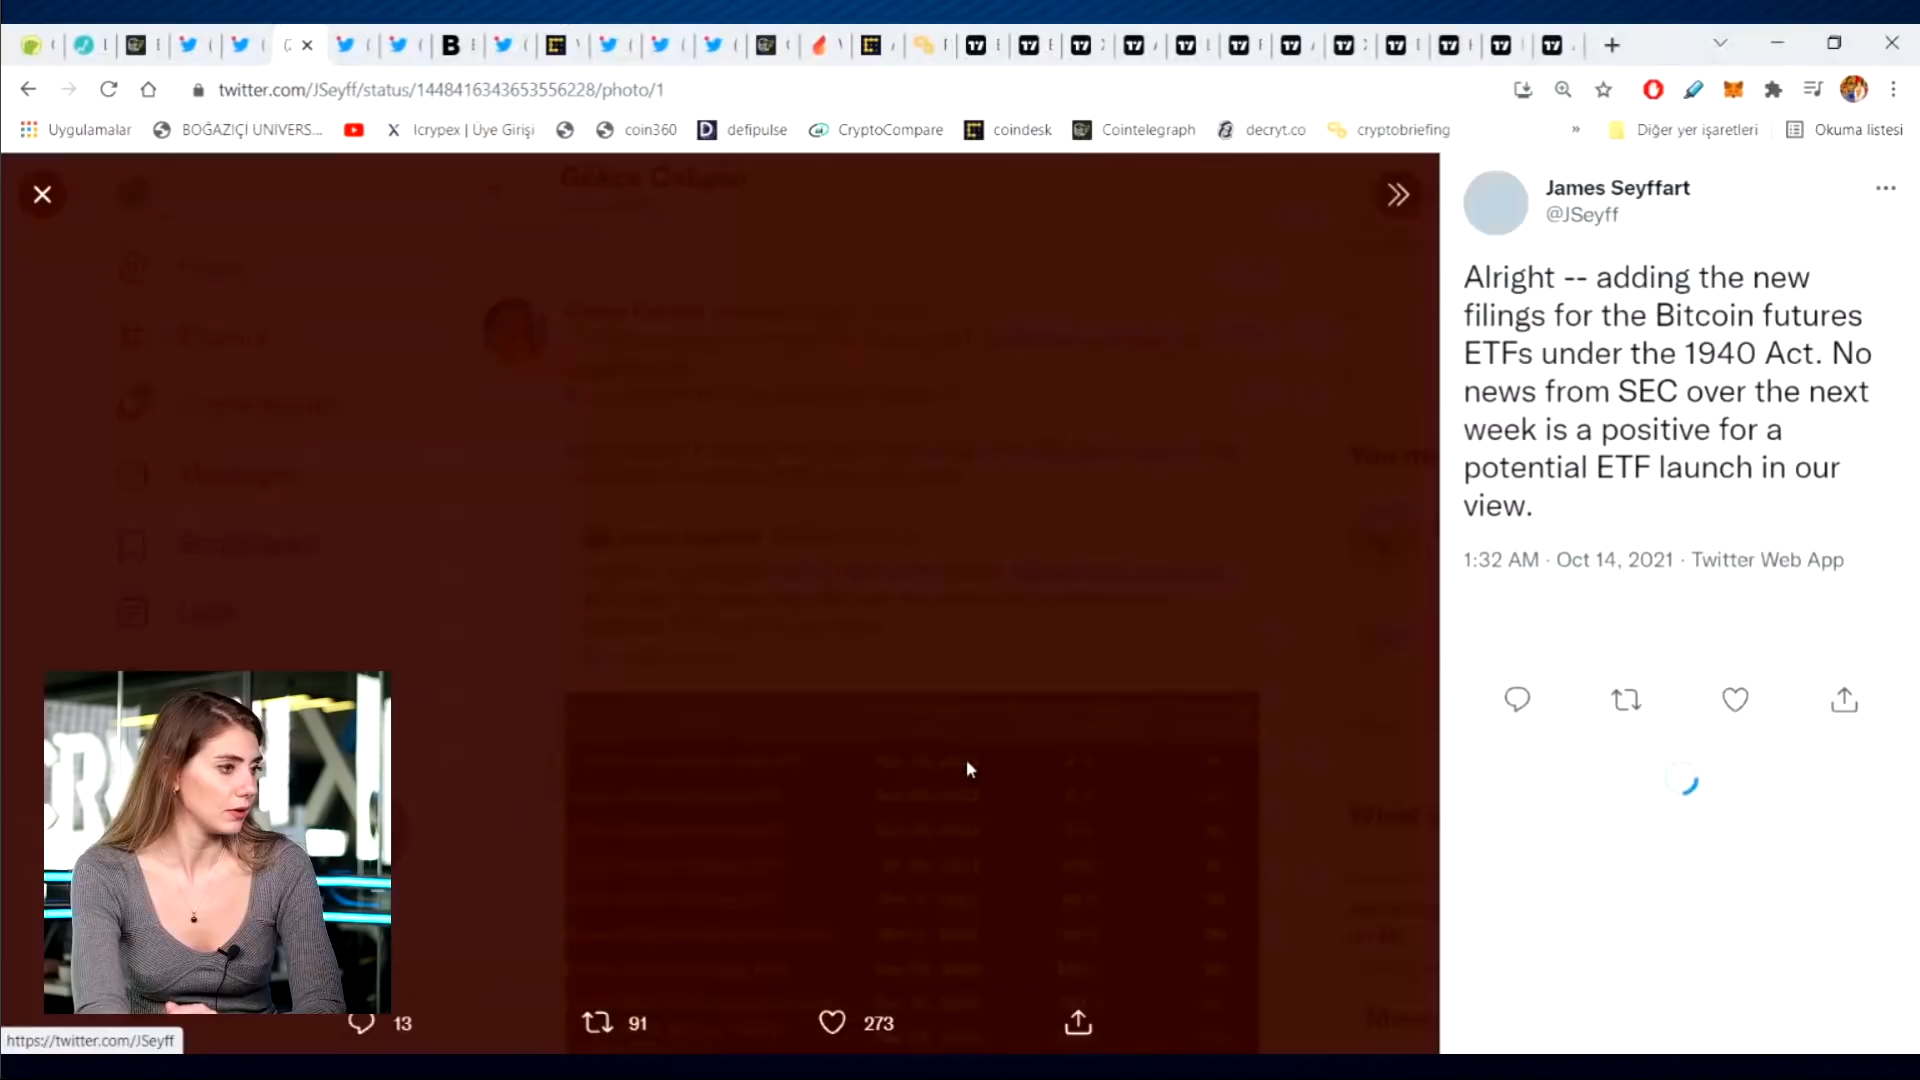 twitter.com/JSeyff/status/1448416343653556228/photo/1
Uygulamalar
BOĞAZİÇİ ÜNİVERS...
Icrypex | Üye Girişi
coin360
defipulse
CryptoCompare
coindesk
Cointelegraph
decryt.co
cryptobriefing
»
Diğer yer işaretleri
Okuma listesi
James Seyffart
@JSeyff
Alright -- adding the new
filings for the Bitcoin futures
ETFs under the 1940 Act. No
news from SEC over the next
week is a positive for a
potential ETF launch in our
view.
1:32 AM · Oct 14, 2021 · Twitter Web App
13
91
273
https://twitter.com/JSeyff